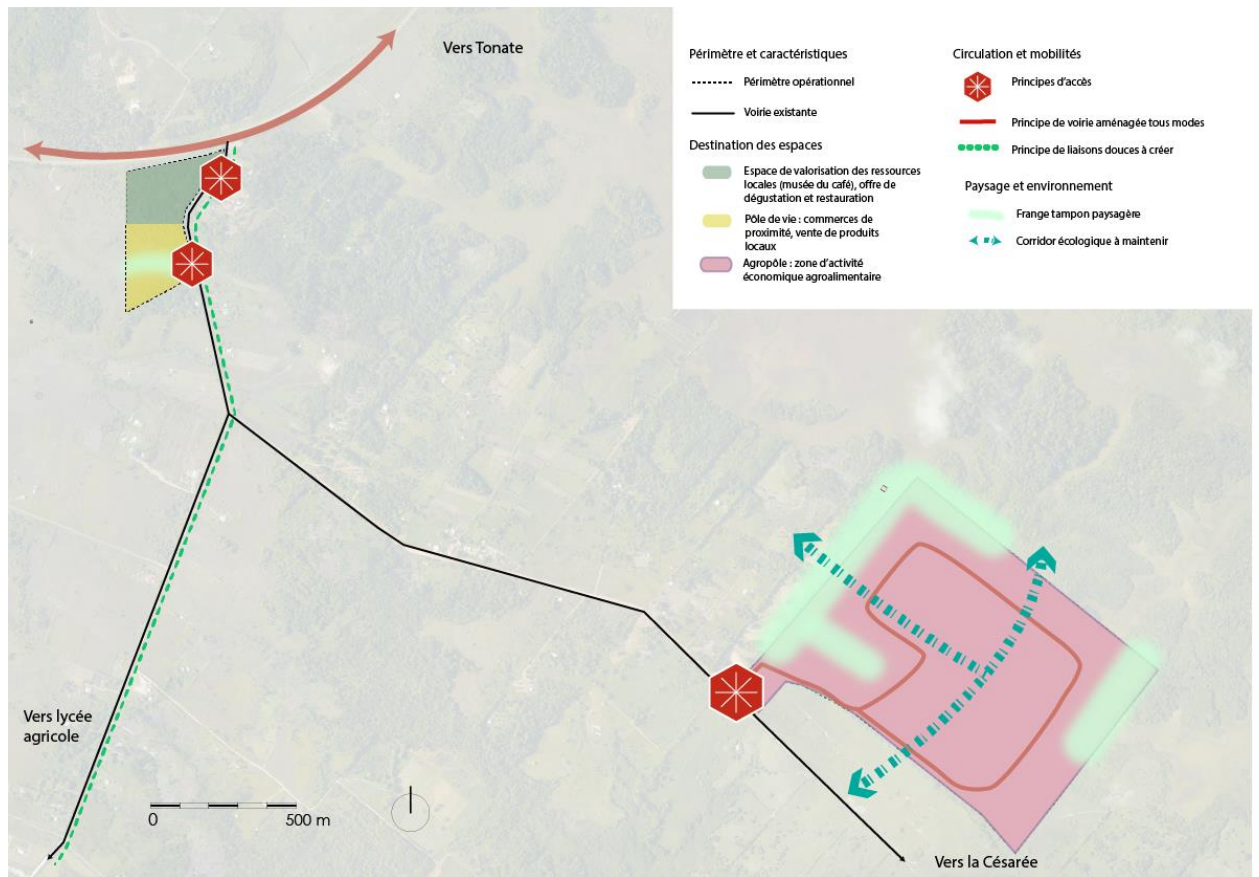 Vers Tonate
Périmètre et caractéristiques
Périmètre opérationnel
Voirie existante
Destination des espaces
Espace de valorisation des ressources
locales (musée du café), offre de
dégustation et restauration
Pôle de vie : commerces de
proximité, vente de produits
locaux
Agropôle : zone d'activité
économique agroalimentaire
Circulation et mobilités
Principes d'accès
Principe de voirie aménagée tous modes
Principe de liaisons douces à créer
Paysage et environnement
Frange tampon paysagère
Corridor écologique à maintenir
Vers lycée
agricole
0 500 m
Vers la Césarée